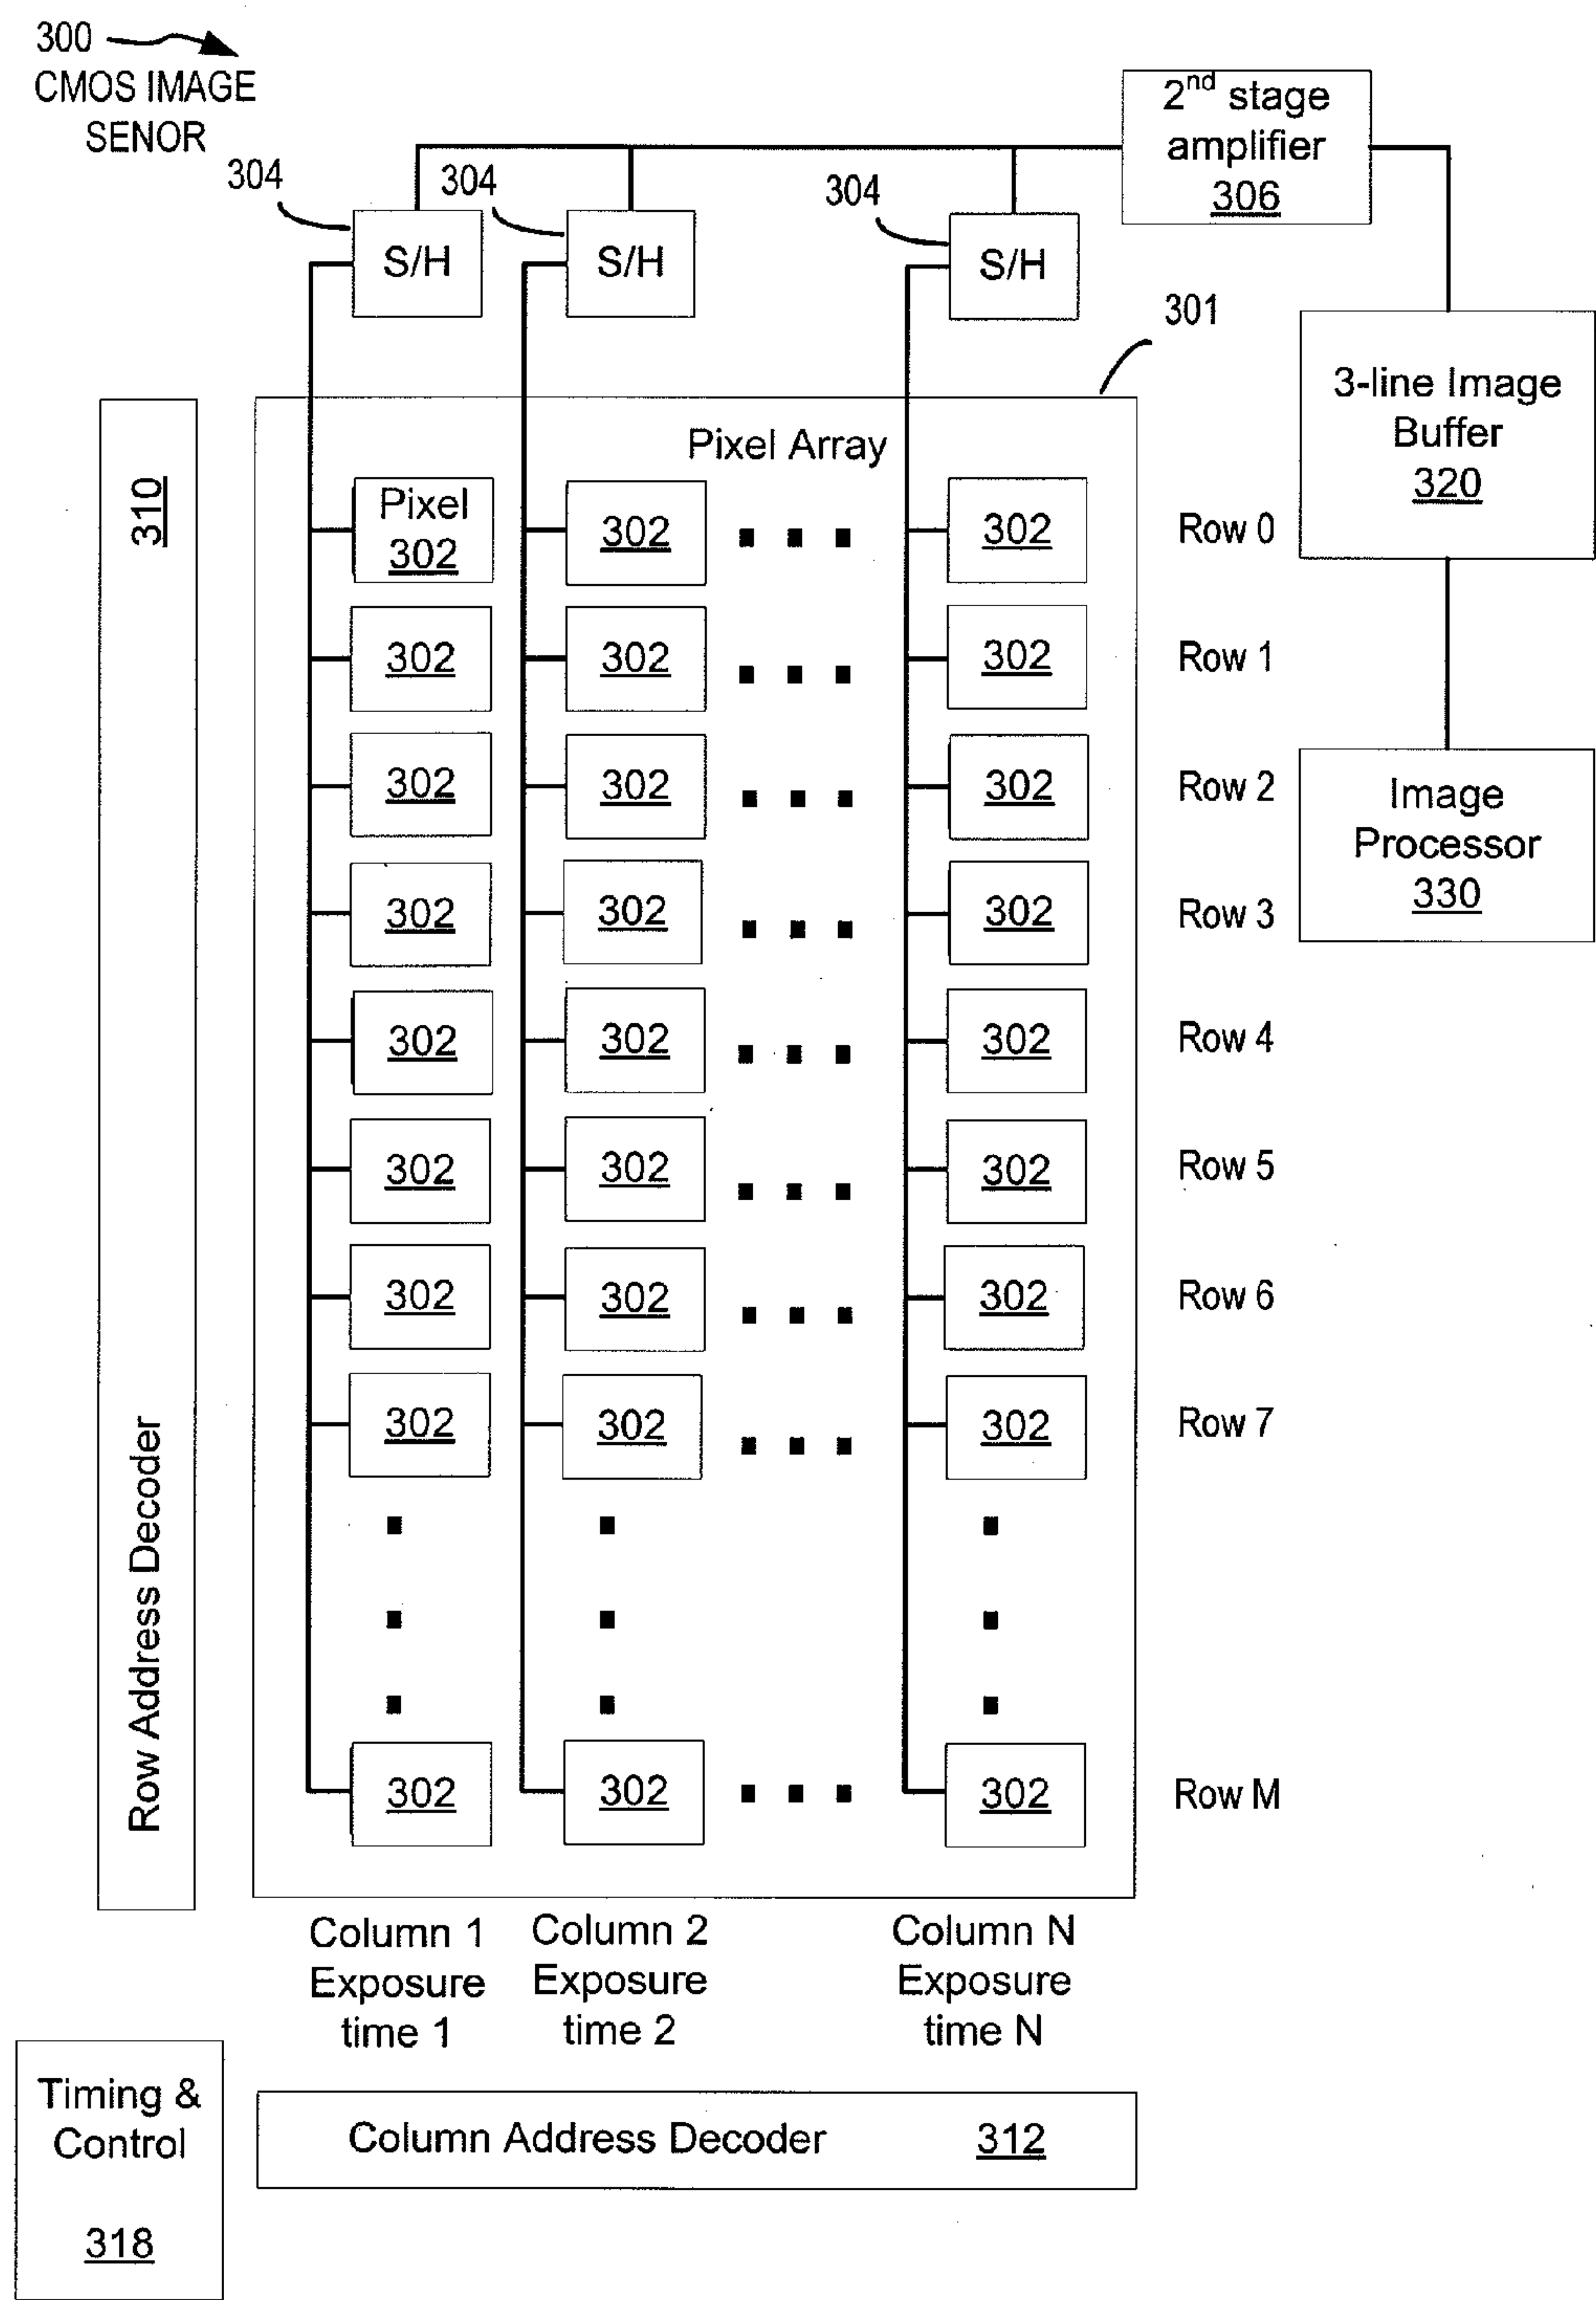 300
CMOS IMAGE
SENOR
2nd stage
amplifier
306
304
304
304
S/H
S/H
S/H
301
3-line Image
Buffer
320
Pixel Array
310
Row Address Decoder
Pixel
302
302
302
Row 0
302
302
302
Row 1
302
302
302
Row 2
Image
Processor
330
302
302
302
Row 3
302
302
302
Row 4
302
302
302
Row 5
302
302
302
Row 6
302
302
302
Row 7
302
302
302
Row M
Column 1
Exposure
time 1
Column 2
Exposure
time 2
Column N
Exposure
time N
Timing &
Control
318
Column Address Decoder 312